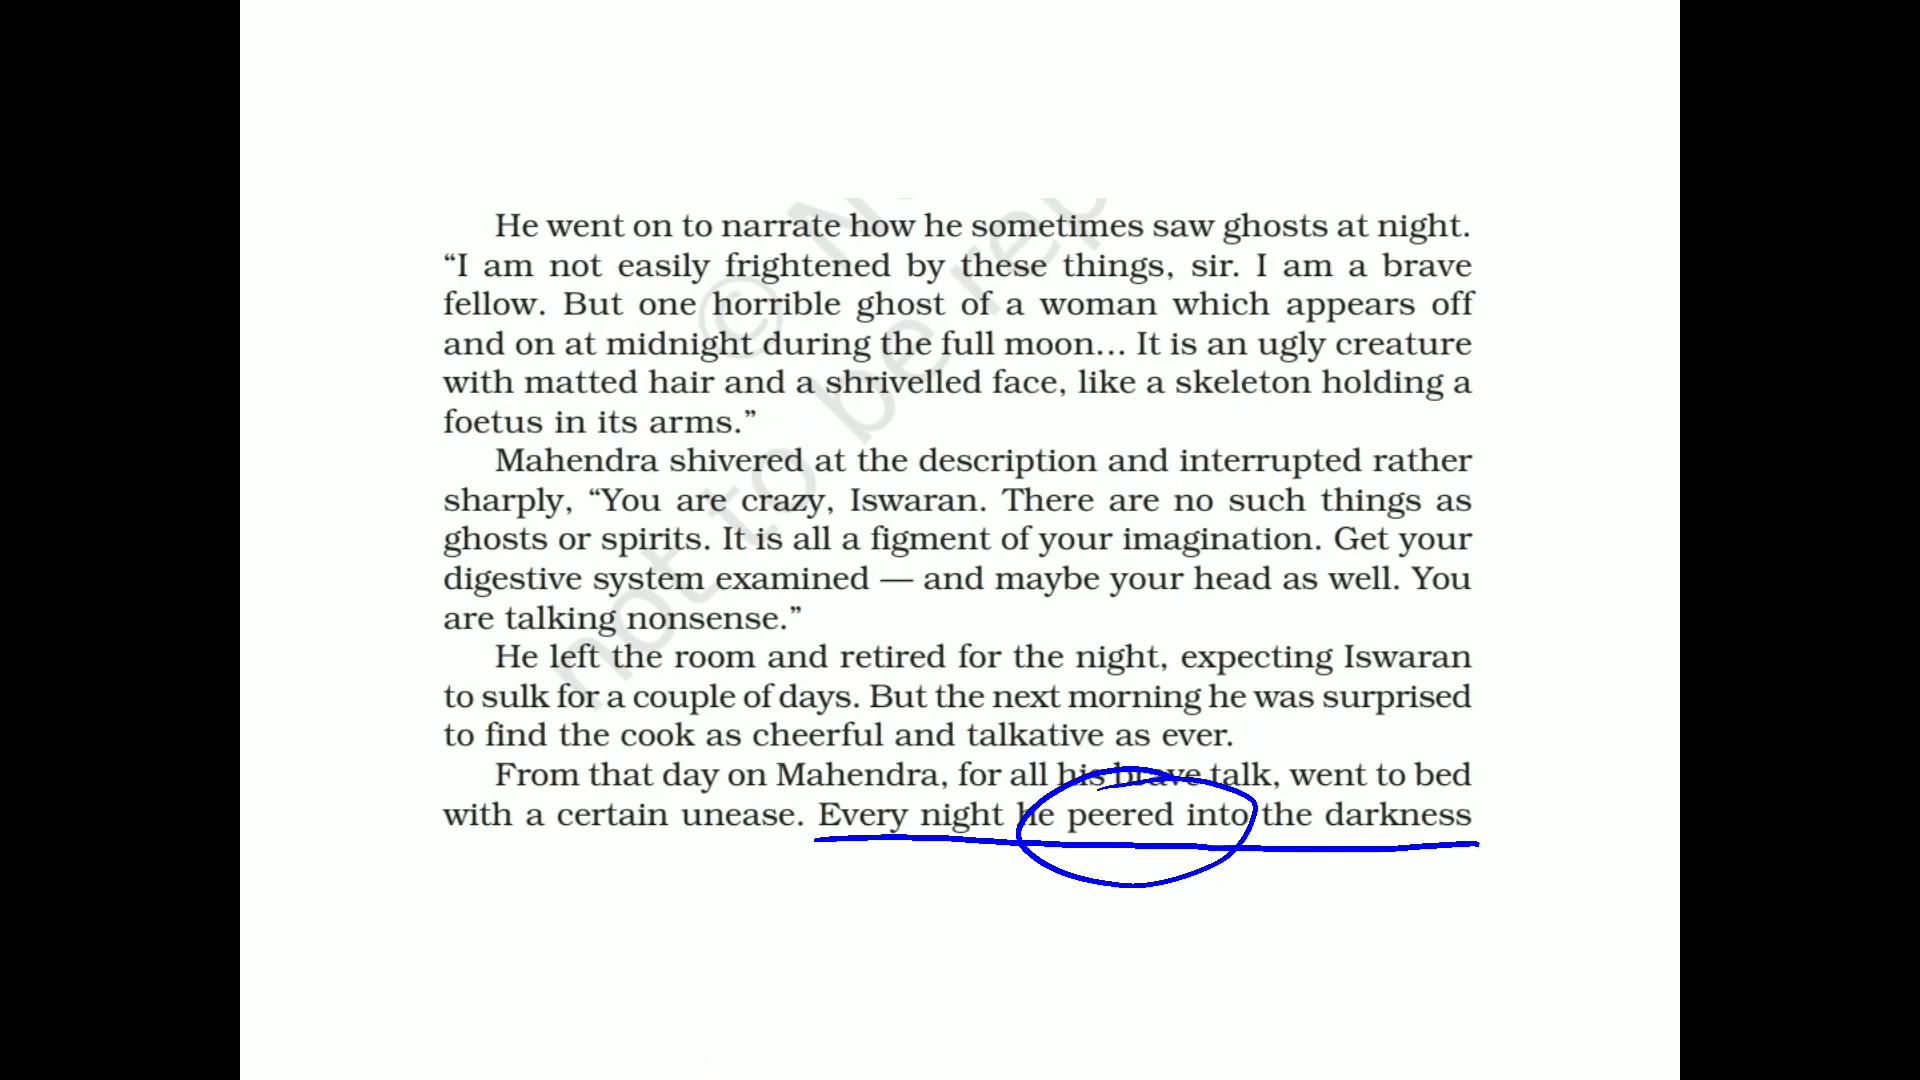 He went on to narrate how he sometimes saw ghosts at night.
“I am not easily frightened by these things, sir. I am a brave
fellow. But one horrible ghost of a woman which appears off
and on at midnight during the full moon... It is an ugly creature
with matted hair and a shrivelled face, like a skeleton holding a
foetus in its arms.”
Mahendra shivered at the description and interrupted rather
sharply, “You are crazy, Iswaran. There are no such things as
ghosts or spirits. It is all a figment of your imagination. Get your
digestive system examined — and maybe your head as well. You
are talking nonsense.”
He left the room and retired for the night, expecting Iswaran
to sulk for a couple of days. But the next morning he was surprised
to find the cook as cheerful and talkative as ever.
From that day on Mahendra, for all his brave talk, went to bed
with a certain unease. Every night he peered into the darkness
© N
not to be rep